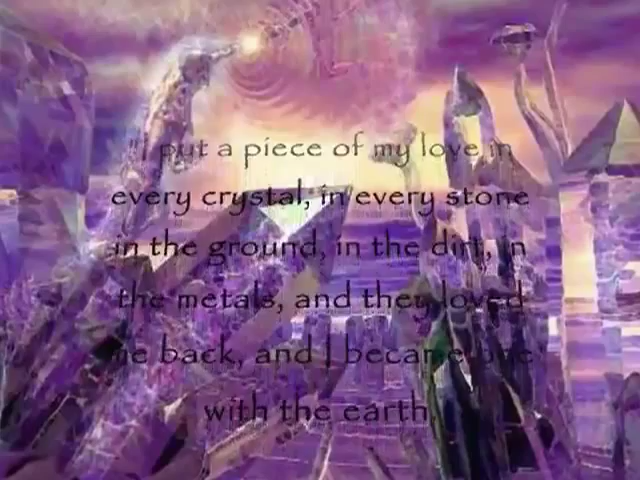 "I put a piece of my love in
every crystal, in every stone
in the ground, in the dirt, in
the metals, and they loved
me back, and I became one
with the earth